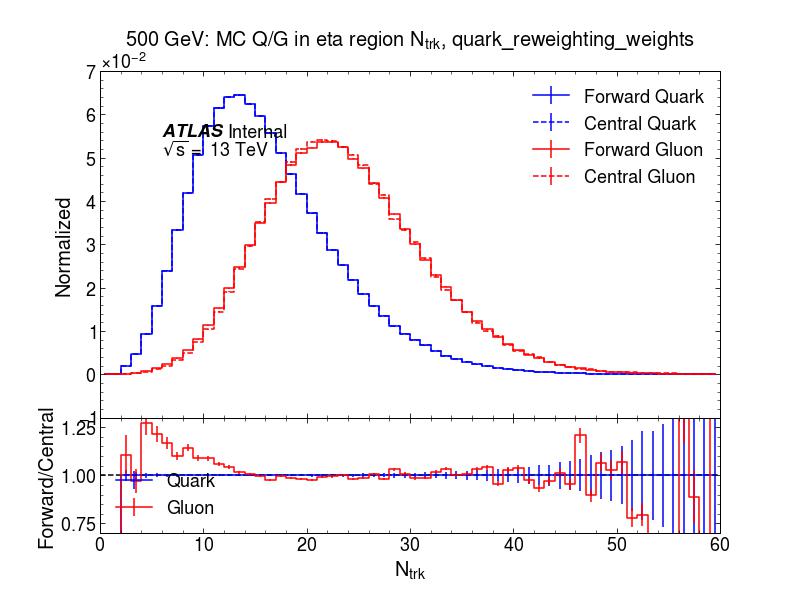 500 GeV: MC Q/G in eta region N_trk, quark_reweighting_weights
×10⁻²
7
6
5
4
3
2
1
0
−1
Normalized
ATLAS Internal
√s = 13 TeV
Forward Quark
Central Quark
Forward Gluon
Central Gluon
1.25
1.00
0.75
Forward/Central
Quark
Gluon
0 10 20 30 40 50 60
N_trk